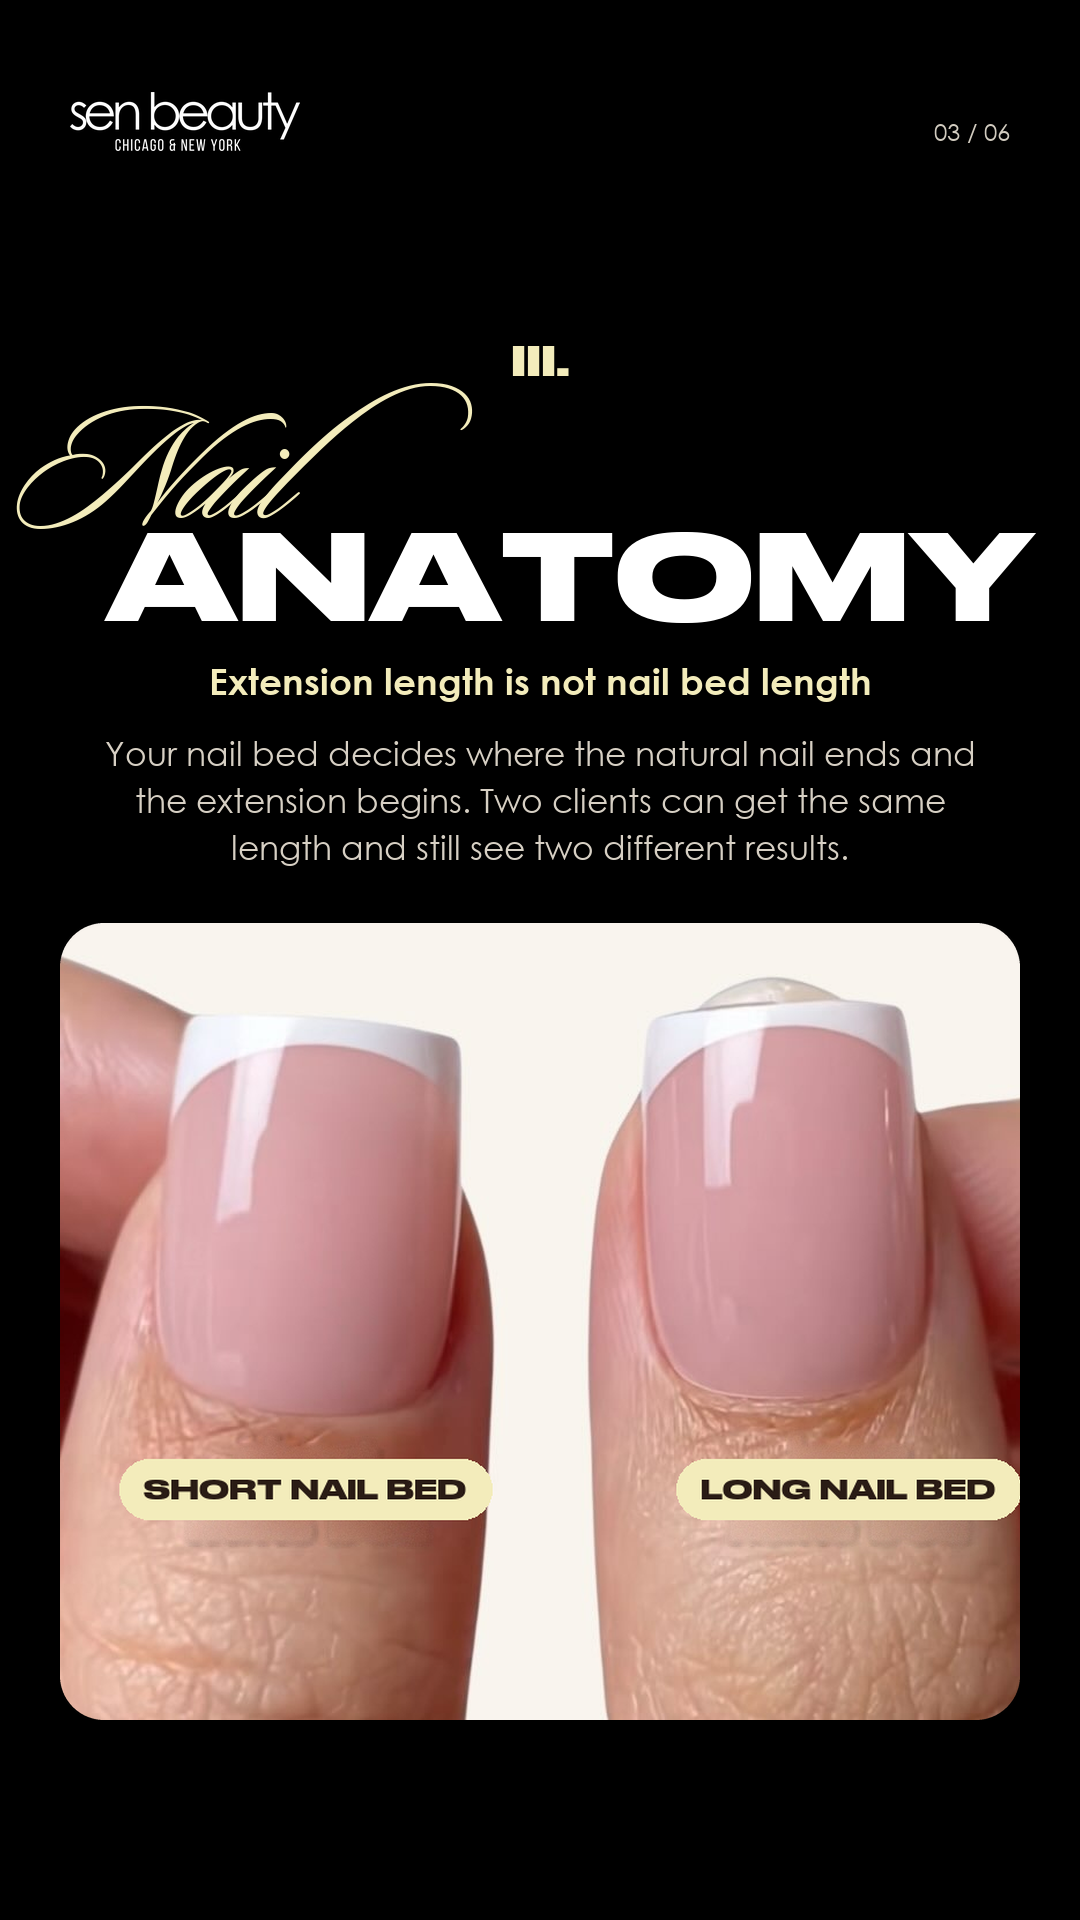 sen beauty
CHICAGO & NEW YORK
03 / 06
III.
Nail
ANATOMY
Extension length is not nail bed length
Your nail bed decides where the natural nail ends and
the extension begins. Two clients can get the same
length and still see two different results.
SHORT NAIL BED
LONG NAIL BED